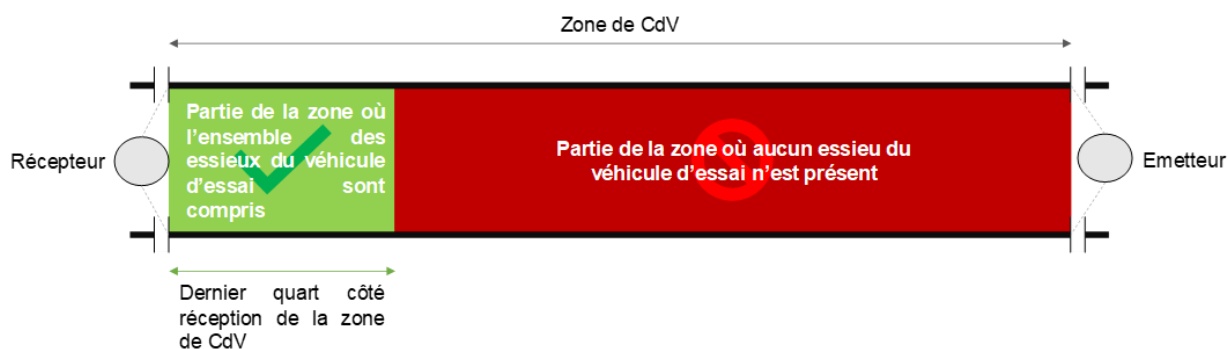 Zone de CdV
Partie de la zone où
l'ensemble des
essieux du véhicule
d'essai sont
compris
Partie de la zone où aucun essieu du
véhicule d'essai n'est présent
Récepteur
Emetteur
Dernier quart côté
réception de la zone
de CdV